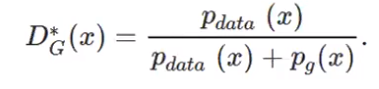 D*_G(x) = p_data (x) / p_data (x) + p_g(x).